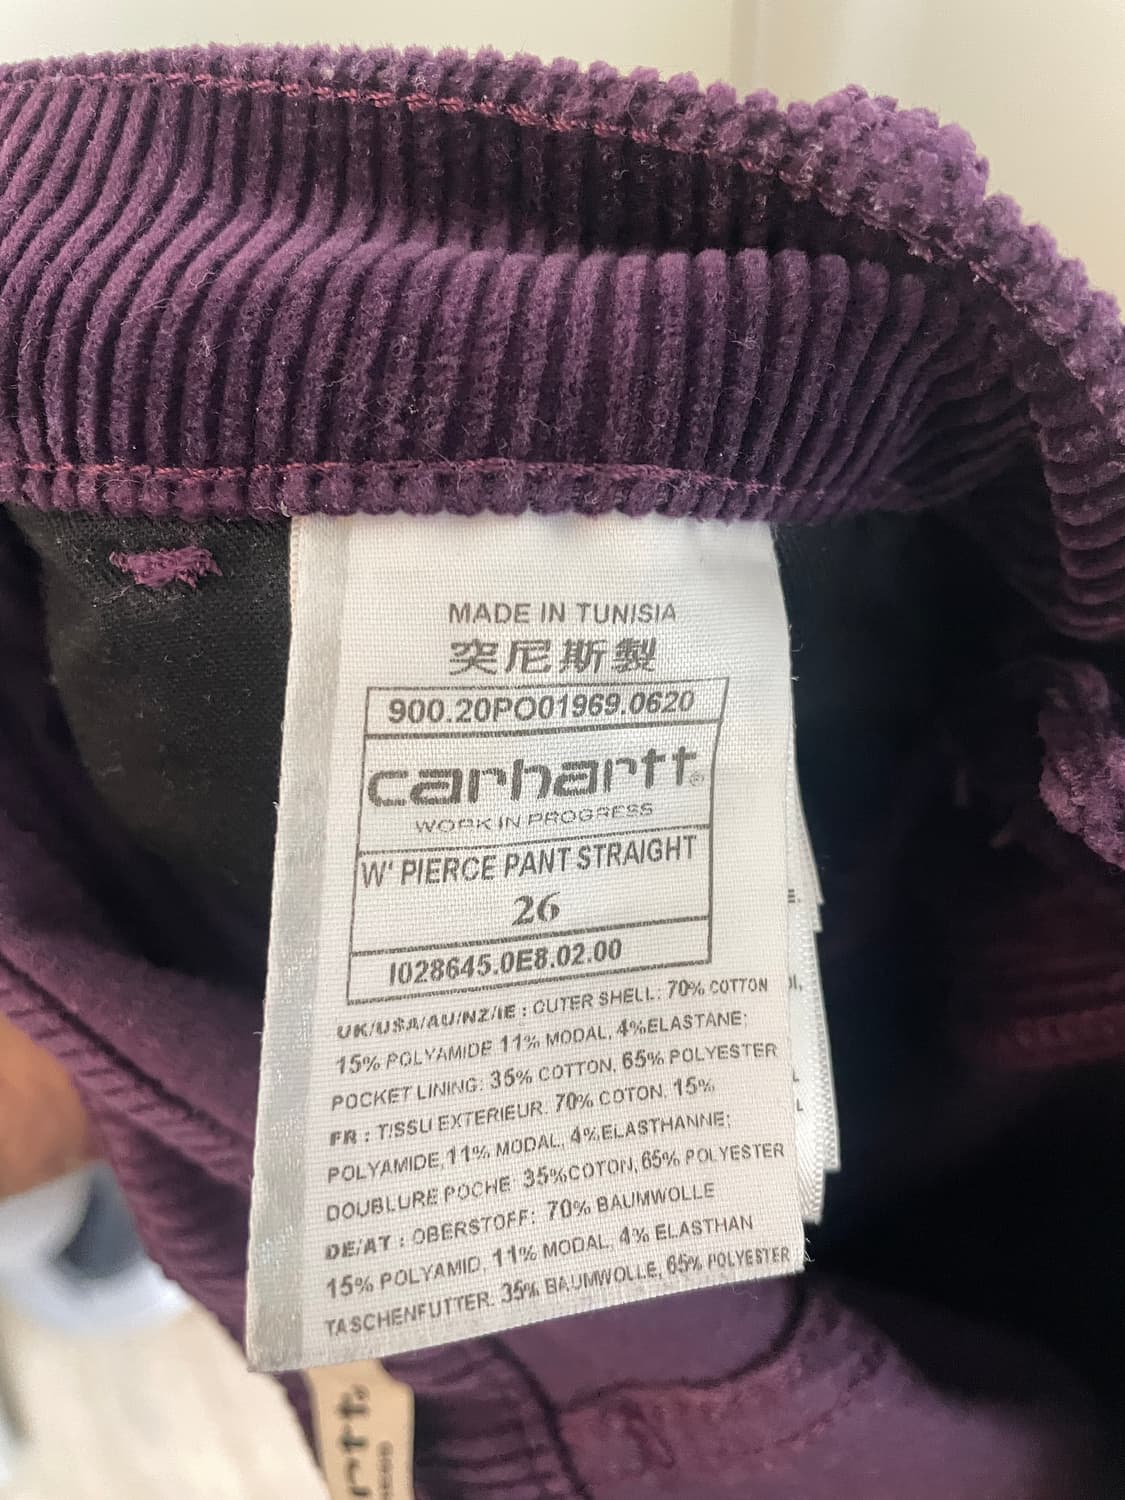 MADE IN TUNISIA
突尼斯製
900.20PO01969.0620
carhartt®
WORK IN PROGRESS
W' PIERCE PANT STRAIGHT
26
I028645.0E8.02.00
UK/USA/AU/NZ/IE : OUTER SHELL: 70% COTTON
15% POLYAMIDE 11% MODAL, 4%ELASTANE;
POCKET LINING: 35% COTTON, 65% POLYESTER
FR : TISSU EXTERIEUR. 70% COTON. 15%
POLYAMIDE, 11% MODAL, 4%ELASTHANNE;
DOUBLURE POCHE: 35%COTON, 65% POLYESTER
DE/AT : OBERSTOFF: 70% BAUMWOLLE
15% POLYAMID, 11% MODAL, 4% ELASTHAN
TASCHENFUTTER. 35% BAUMWOLLE, 65% POLYESTER